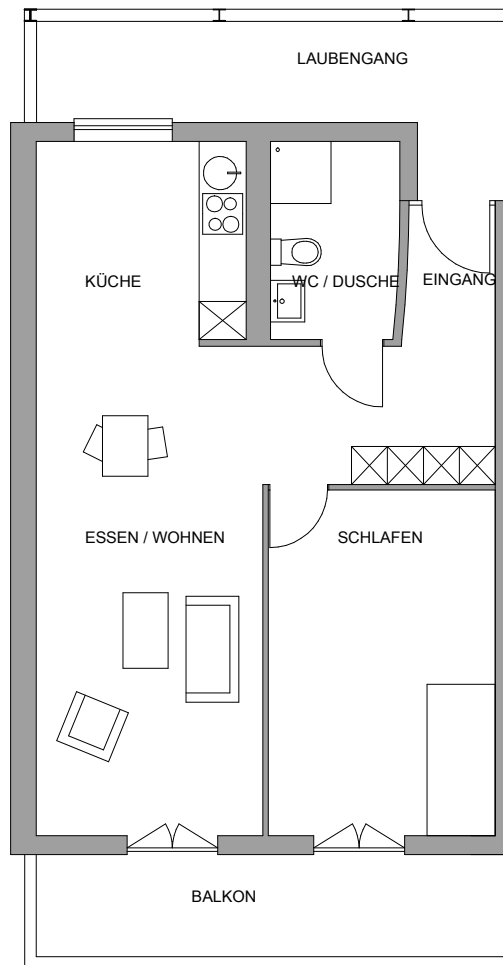 LAUBENGANG
KÜCHE
WC / DUSCHE
EINGANG
ESSEN / WOHNEN
SCHLAFEN
BALKON